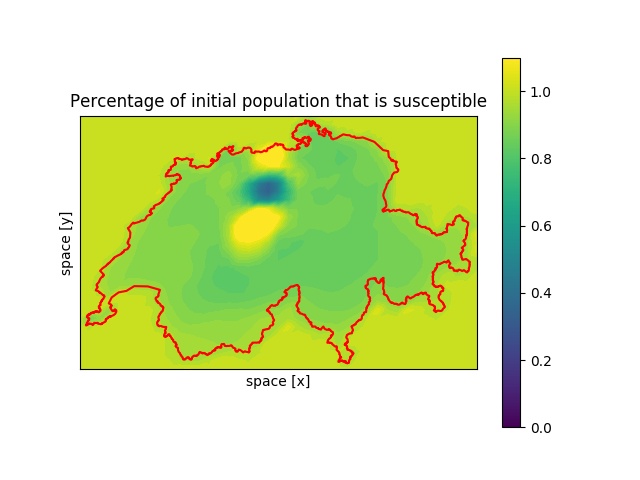 Percentage of initial population that is susceptible
space [y]
space [x]
1.0
0.8
0.6
0.4
0.2
0.0